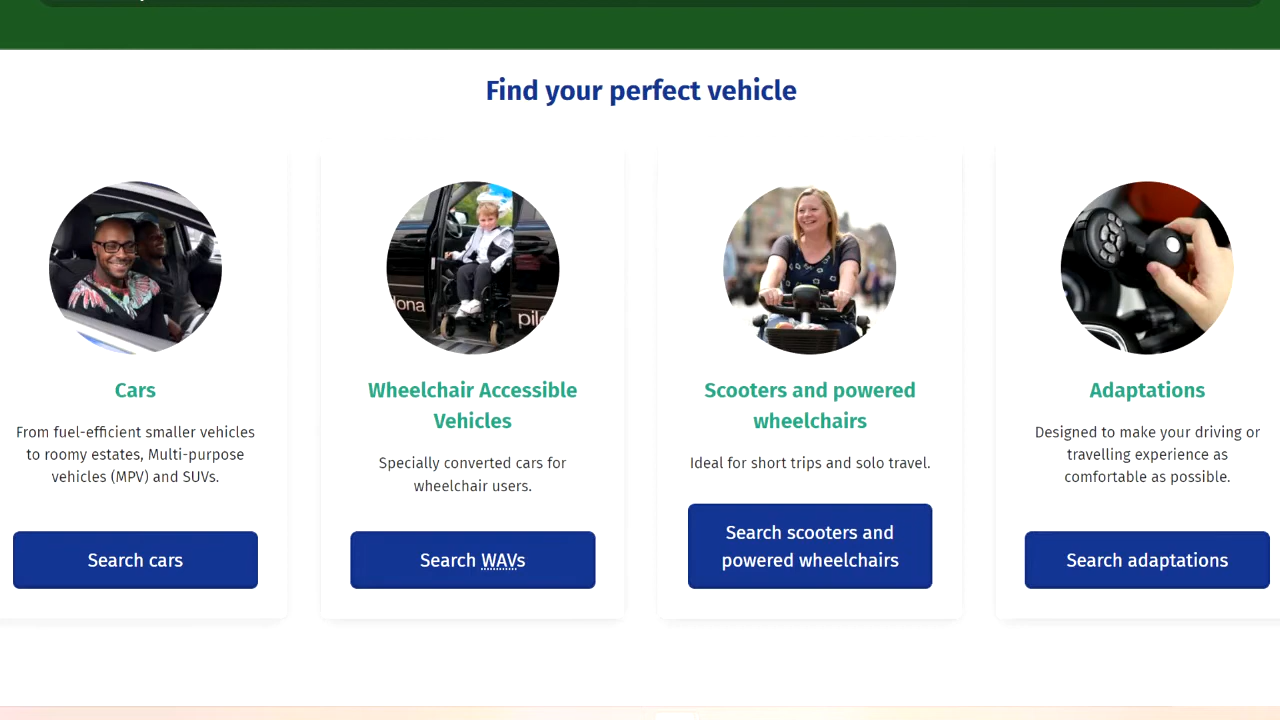 Find your perfect vehicle
Cars
From fuel-efficient smaller vehicles
to roomy estates, Multi-purpose
vehicles (MPV) and SUVs.
Search cars
Wheelchair Accessible
Vehicles
Specially converted cars for
wheelchair users.
Search WAVs
Scooters and powered
wheelchairs
Ideal for short trips and solo travel.
Search scooters and
powered wheelchairs
Adaptations
Designed to make your driving or
travelling experience as
comfortable as possible.
Search adaptations